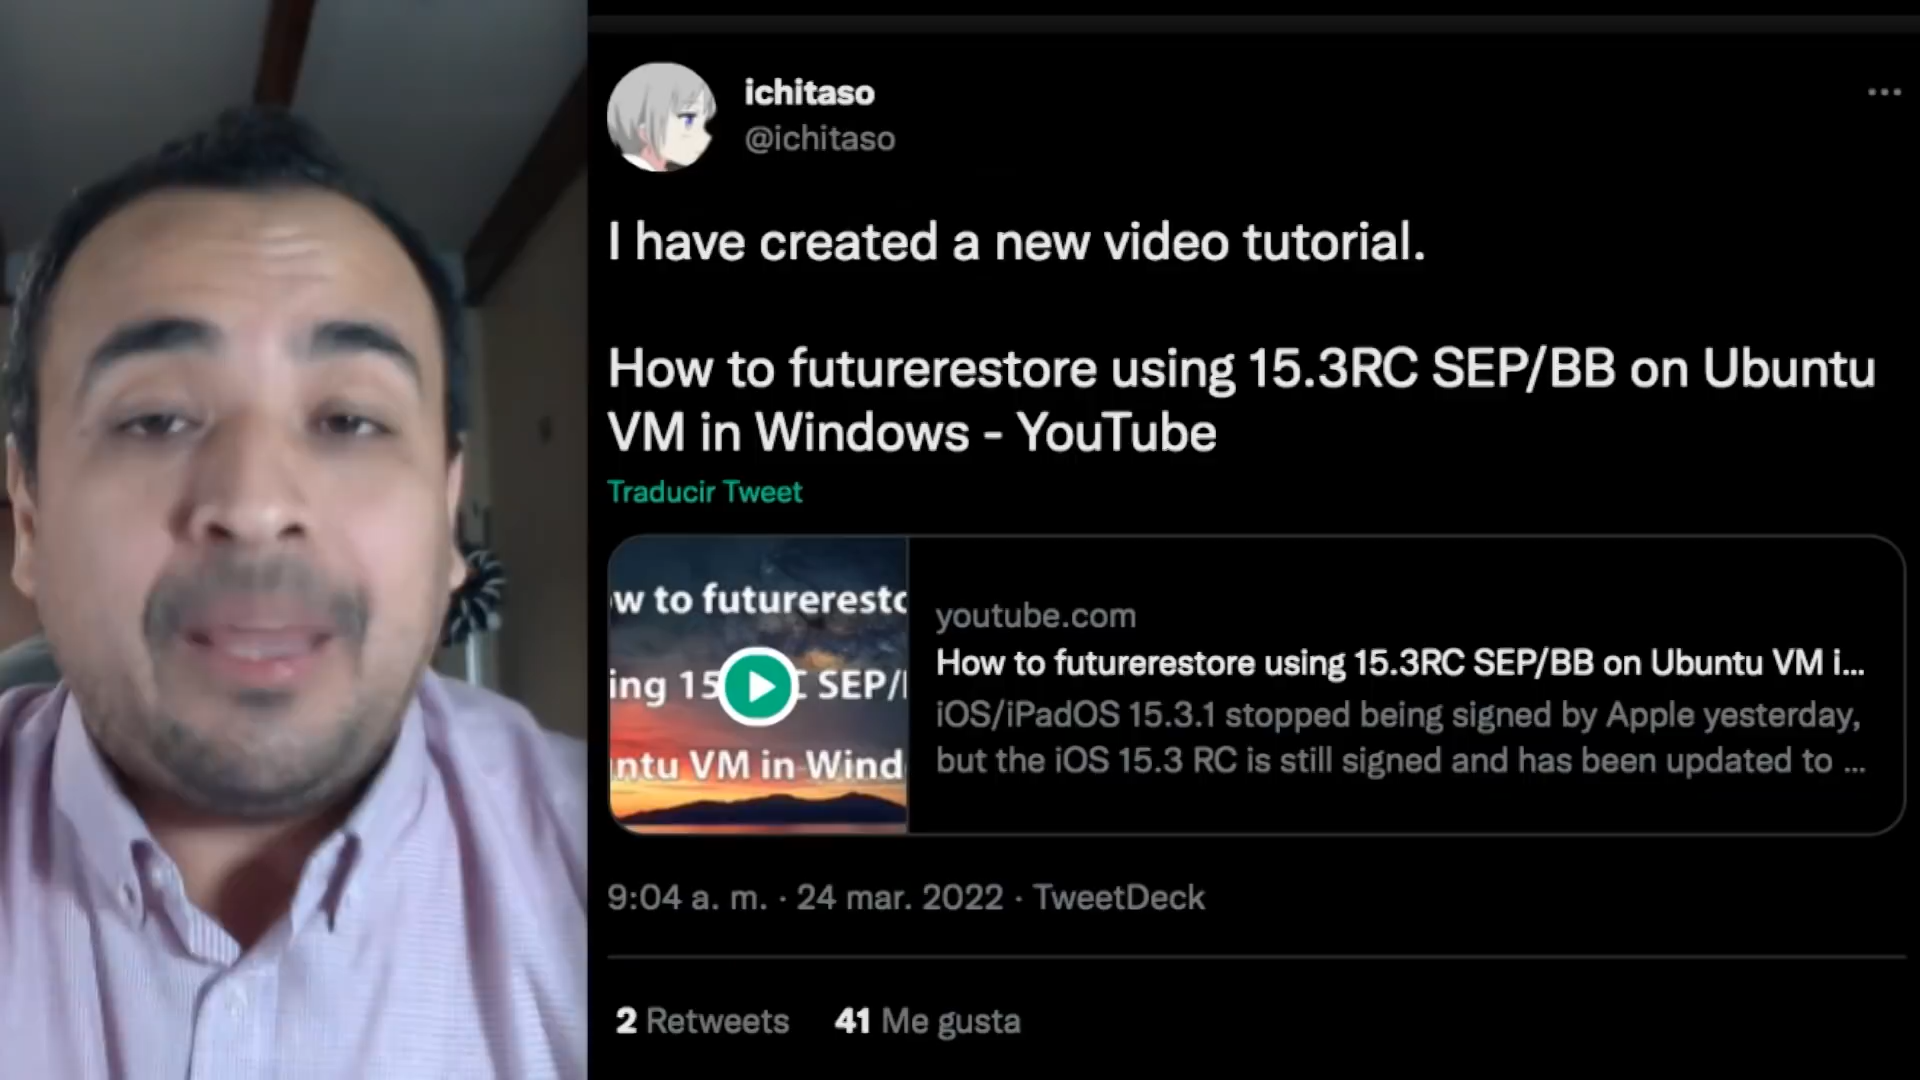 ichitaso
@ichitaso
I have created a new video tutorial.
How to futurerestore using 15.3RC SEP/BB on Ubuntu
VM in Windows - YouTube
Traducir Tweet
w to futureresto
ing 15 C SEP/
ntu VM in Wind
youtube.com
How to futurerestore using 15.3RC SEP/BB on Ubuntu VM i...
iOS/iPadOS 15.3.1 stopped being signed by Apple yesterday,
but the iOS 15.3 RC is still signed and has been updated to ...
9:04 a. m. · 24 mar. 2022 · TweetDeck
2 Retweets 41 Me gusta